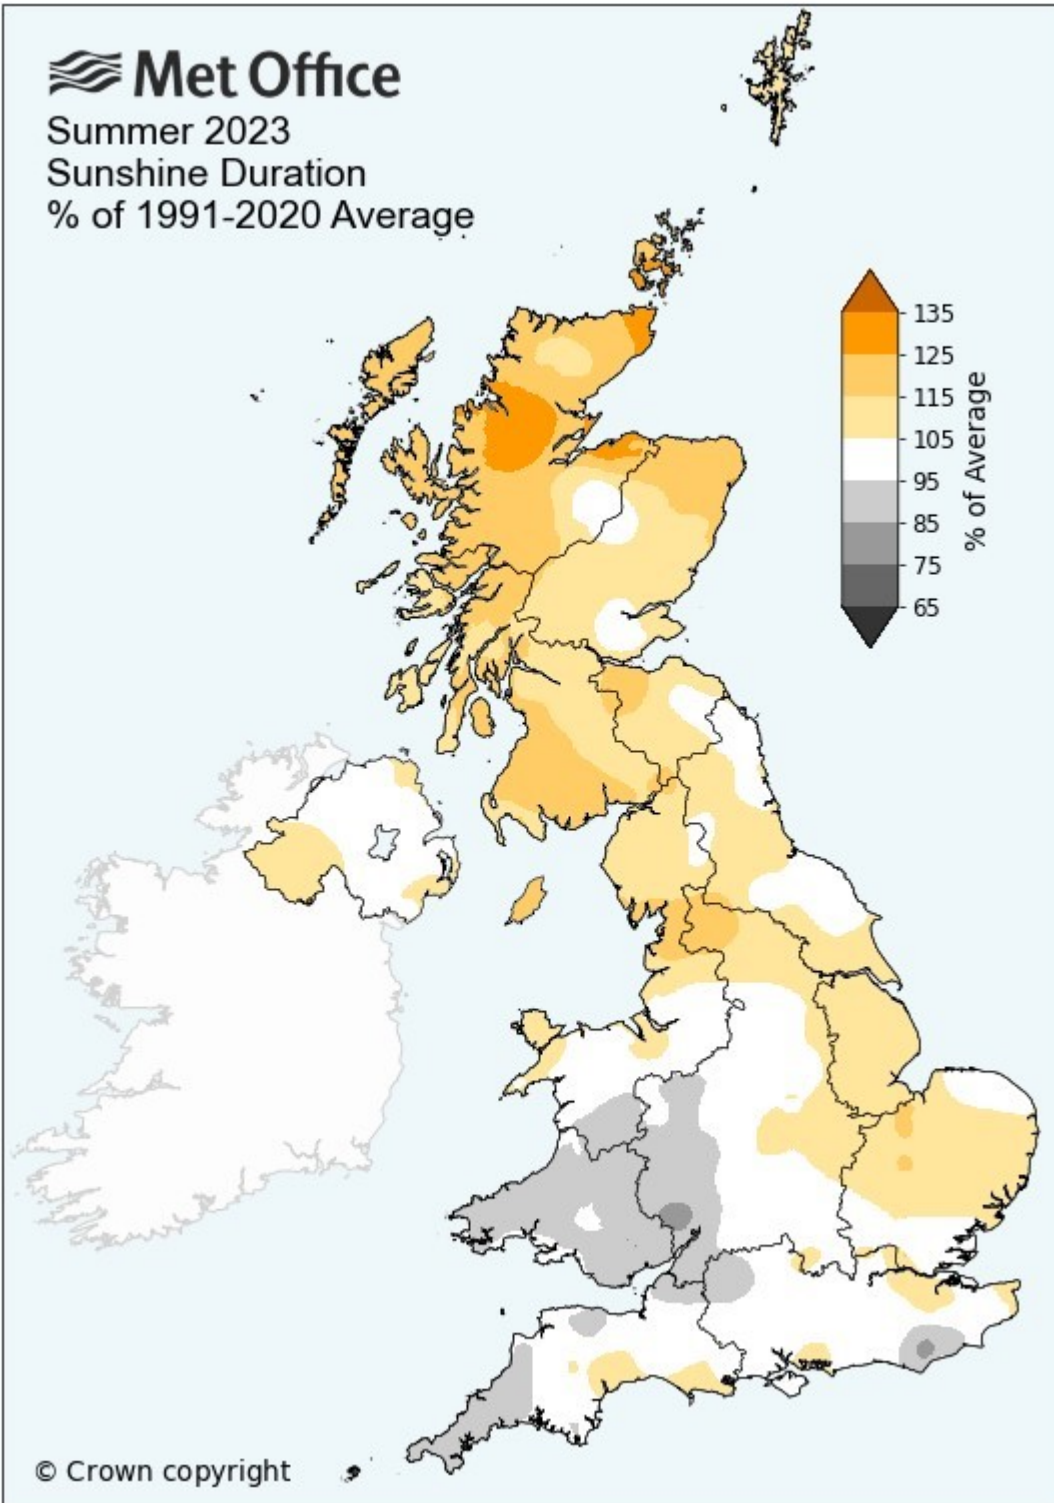 Met Office
Summer 2023
Sunshine Duration
% of 1991-2020 Average
135
125
115
105
95
85
75
65
% of Average
© Crown copyright